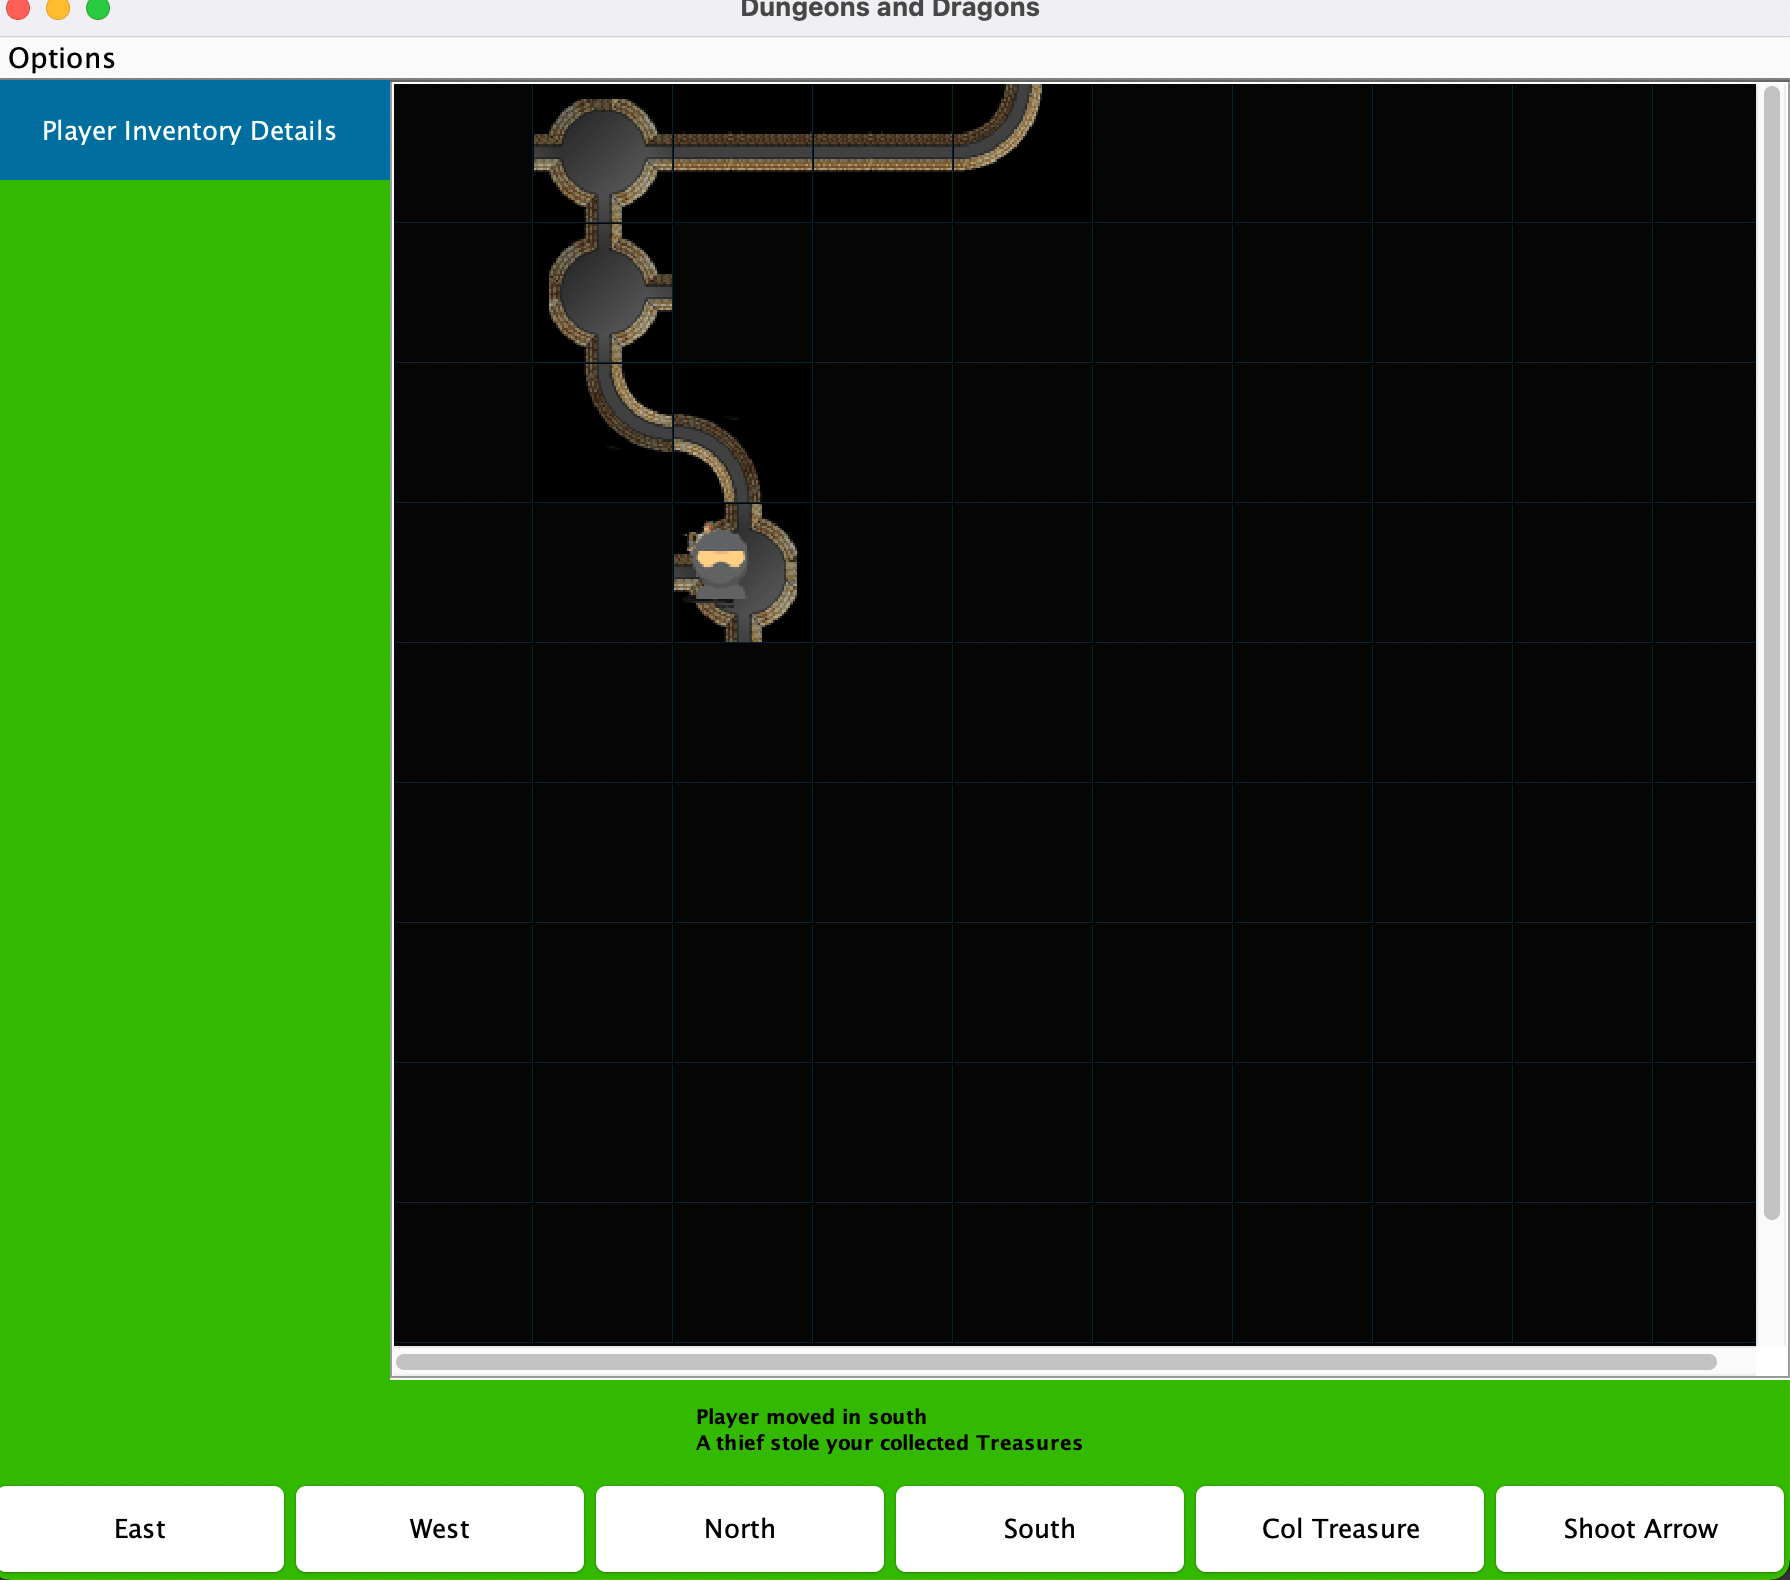 Dungeons and Dragons
Options
Player Inventory Details
Player moved in south
A thief stole your collected Treasures
East
West
North
South
Col Treasure
Shoot Arrow